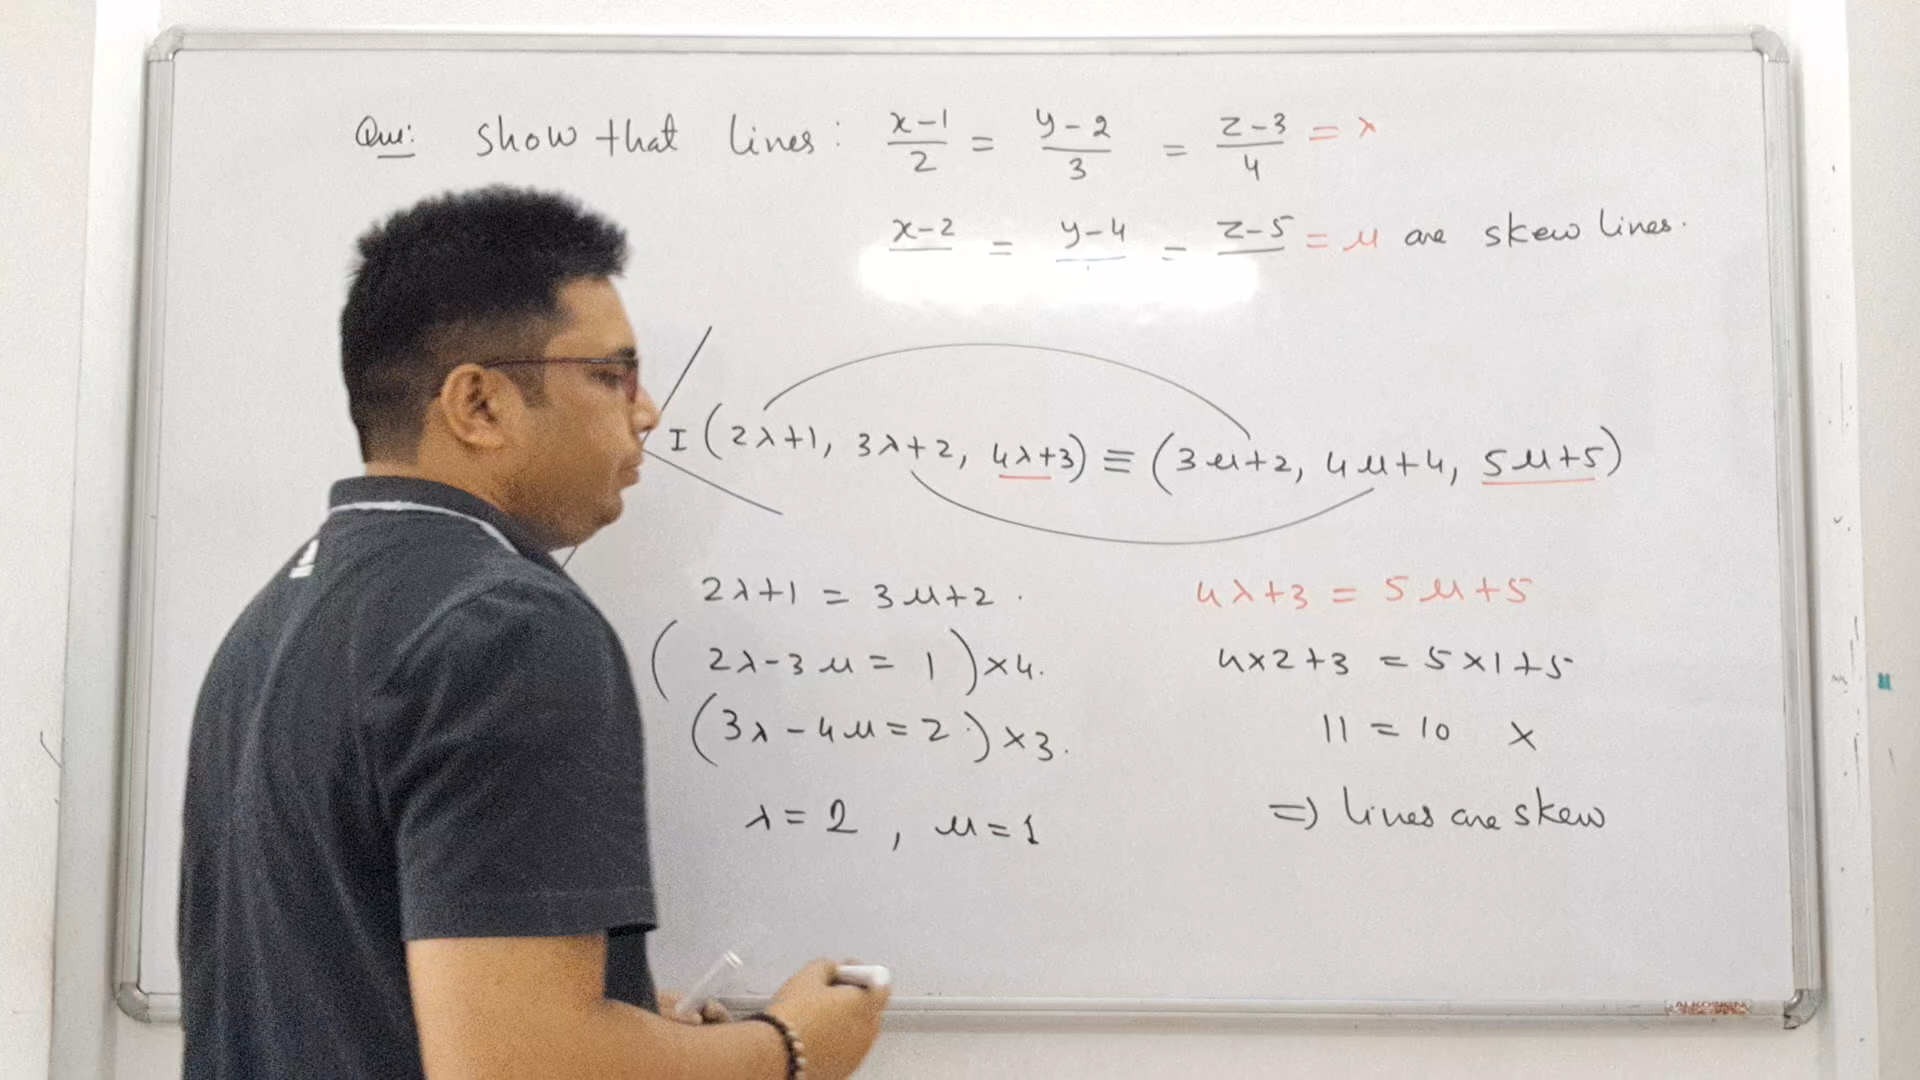 Que: show that lines: x-1/2 = y-2/3 = z-3/4 = λ
x-2 = y-4 = z-5 = μ are skew lines.
I (2λ+1, 3λ+2, 4λ+3) ≡ (3μ+2, 4μ+4, 5μ+5)
2λ+1 = 3μ+2.
(2λ-3μ = 1) ×4.
(3λ-4μ = 2.) ×3.
λ = 2, μ = 1
4λ+3 = 5μ+5
4×2+3 = 5×1+5
11 = 10 ×
=> lines are skew